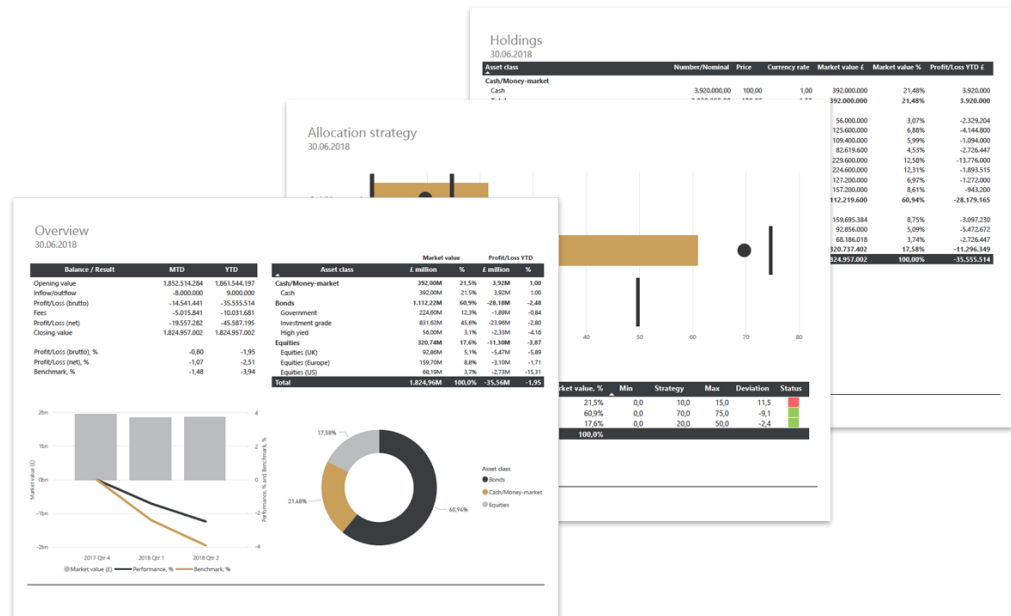 Holdings
30.06.2018
Asset class Number/Nominal Price Currency rate Market value £ Market value % Profit/Loss YTD £
Cash/Money-market
Cash 3.920.000,00 100,00 1,00 392.000.000 21,48% 3.920.000
392.000.000 21,48% 3.920.000
56.000.000 3,07% -2.329.204
125.600.000 6,88% -4.144.800
109.400.000 5,99% -1.094.000
82.619.600 4,53% -2.726.447
229.600.000 12,58% -13.776.000
224.600.000 12,31% -1.893.515
127.200.000 6,97% -1.272.000
157.200.000 8,61% -943.200
112.219.600 60,94% -28.179.165
159.695.384 8,75% -3.097.230
92.856.000 5,09% -5.472.672
68.186.018 3,74% -2.726.447
320.737.402 17,58% -11.296.349
824.957.002 100,00% -35.555.514
Allocation strategy
30.06.2018
40 50 60 70 80
rket value, % Min Strategy Max Deviation Status
21,5% 0,0 10,0 15,0 11,5
60,9% 0,0 70,0 75,0 -9,1
17,6% 0,0 20,0 50,0 -2,4
100,0%
Overview
30.06.2018
Balance / Result MTD YTD
Opening value 1.852.514.284 1.861.544.197
Inflow/outflow -8.000.000 9.000.000
Profit/Loss (brutto) -14.541.441 -35.555.514
Fees -5.015.841 -10.031.681
Profit/Loss (net) -19.557.282 -45.587.195
Closing value 1.824.957.002 1.824.957.002
Profit/Loss (brutto), % -0,80 -1,95
Profit/Loss (net), % -1,07 -2,51
Benchmark, % -1,48 -3,94
Market value Profit/Loss YTD
Asset class £ million % £ million %
Cash/Money-market 392,00M 21,5% 3,92M 1,00
Cash 392,00M 21,5% 3,92M 1,00
Bonds 1.112,22M 60,9% -28,18M -2,48
Government 224,60M 12,3% -1,89M -0,84
Investment grade 831,62M 45,6% -23,96M -2,80
High yied 56,00M 3,1% -2,33M -4,16
Equities 320,74M 17,6% -11,30M -3,87
Equities (UK) 92,86M 5,1% -5,47M -5,89
Equities (Europe) 159,70M 8,8% -3,10M -1,71
Equities (US) 68,19M 3,7% -2,73M -15,31
Total 1.824,96M 100,0% -35,56M -1,95
2bn 4
1bn 2
0bn 0
-1bn -2
-2bn -4
Market value (£)
Performance, % and Benchmark, %
2017 Qtr 4 2018 Qtr 1 2018 Qtr 2
Market value (£) Performance, % Benchmark, %
17,58%
21,48%
60,94%
Asset class
Bonds
Cash/Money-market
Equities